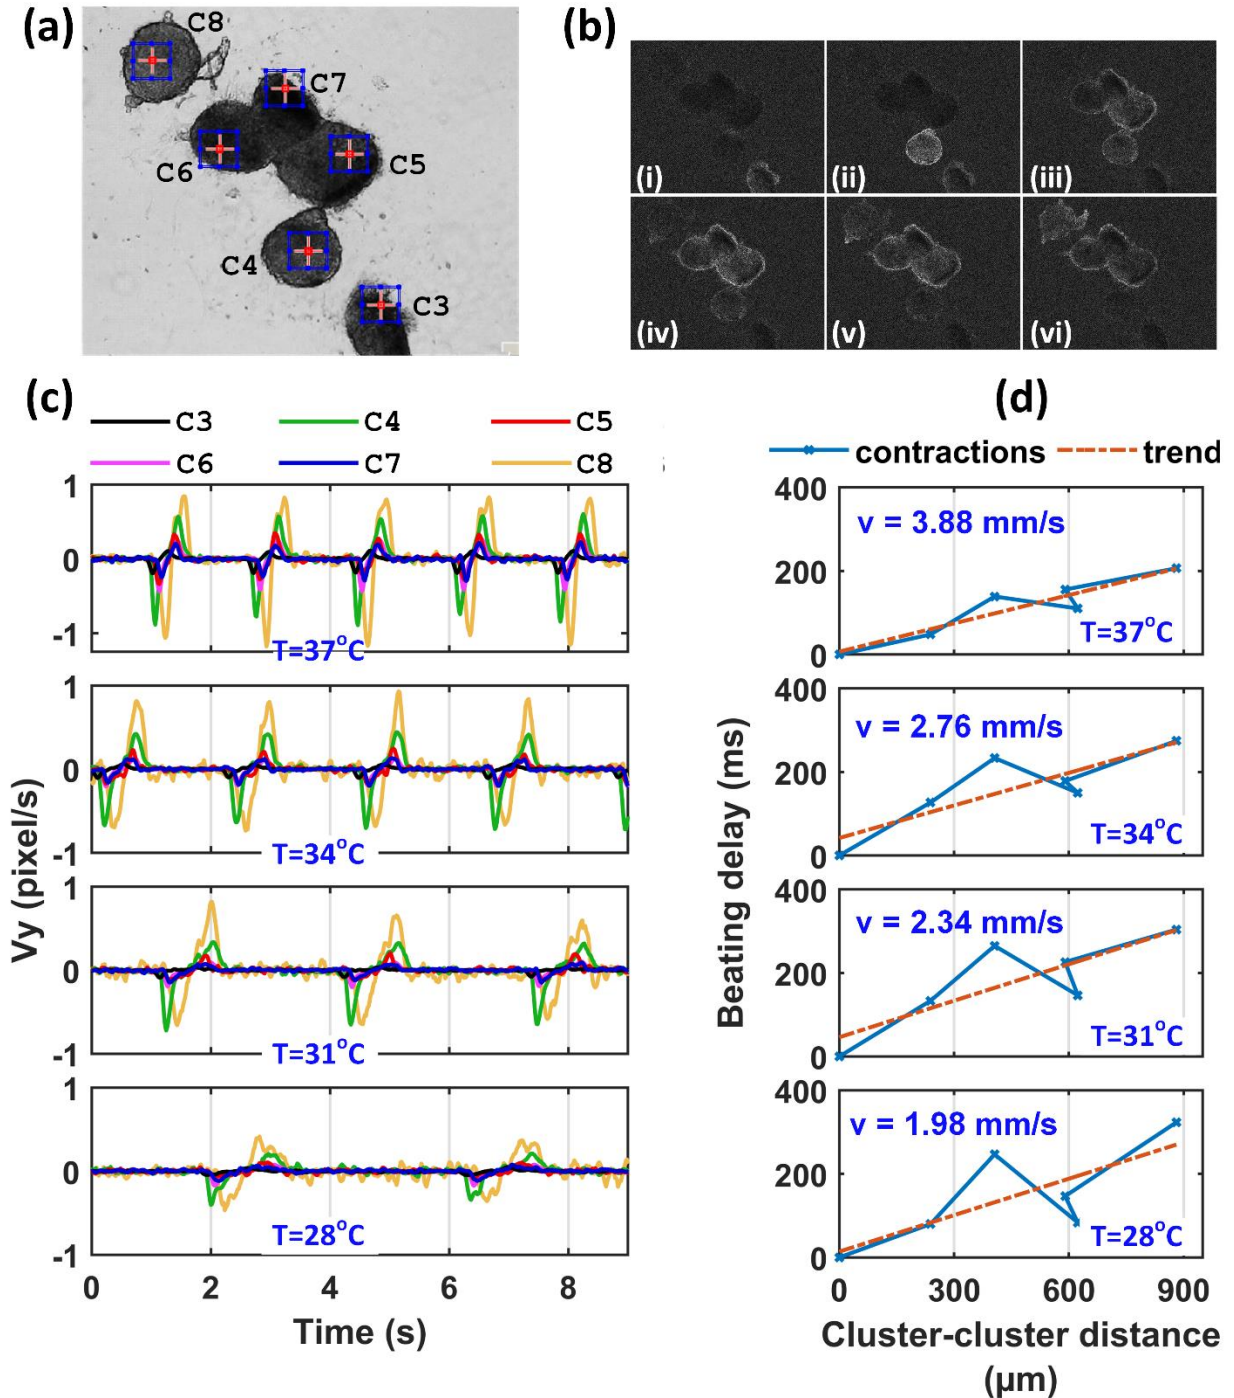 (a)
C8
C7
C6
C5
C4
C3
(b)
(i)
(ii)
(iii)
(iv)
(v)
(vi)
(c)
C3
C4
C5
C6
C7
C8
1
0
-1
T=37°C
1
0
-1
T=34°C
1
0
-1
T=31°C
1
0
-1
T=28°C
0
2
4
6
8
Vy (pixel/s)
Time (s)
(d)
contractions
trend
400
200
0
v = 3.88 mm/s
T=37°C
400
200
0
v = 2.76 mm/s
T=34°C
400
200
0
v = 2.34 mm/s
T=31°C
400
200
0
v = 1.98 mm/s
T=28°C
0
300
600
900
Beating delay (ms)
Cluster-cluster distance
(µm)